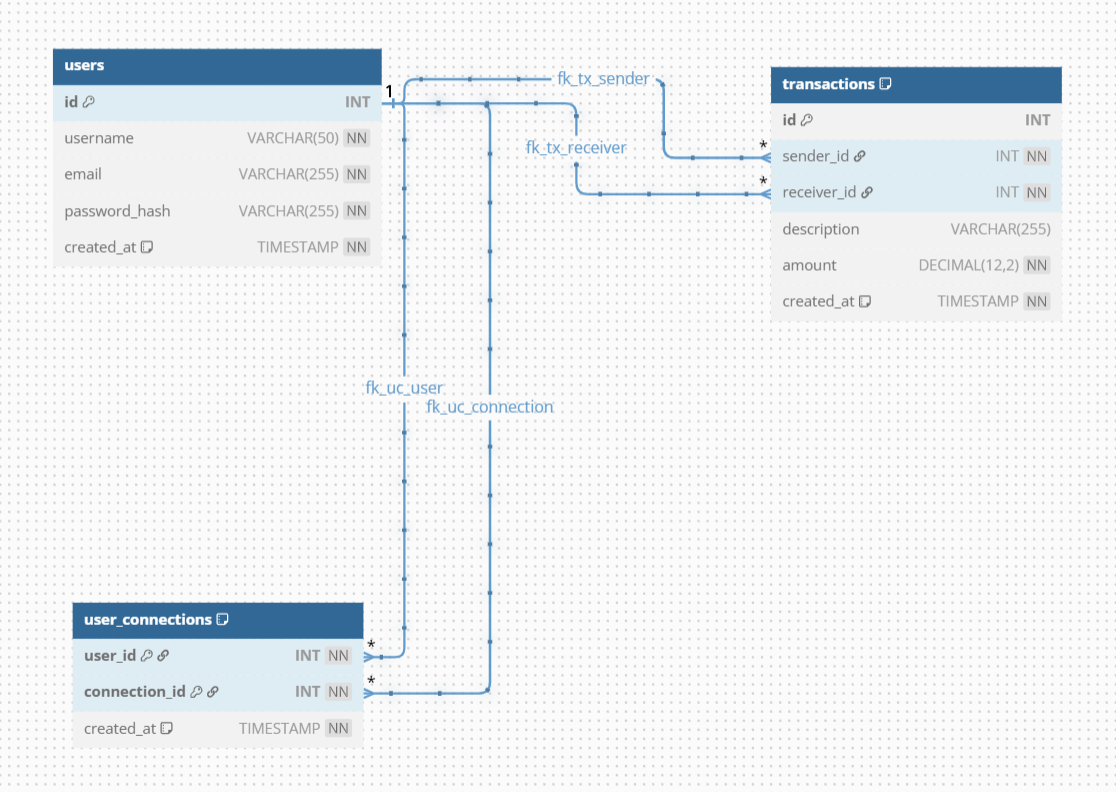 users
id INT
username VARCHAR(50) NN
email VARCHAR(255) NN
password_hash VARCHAR(255) NN
created_at TIMESTAMP NN
1
fk_tx_sender
fk_tx_receiver
transactions
id INT
*
sender_id INT NN
*
receiver_id INT NN
description VARCHAR(255)
amount DECIMAL(12,2) NN
created_at TIMESTAMP NN
fk_uc_user
fk_uc_connection
user_connections
user_id INT NN
*
connection_id INT NN
*
created_at TIMESTAMP NN